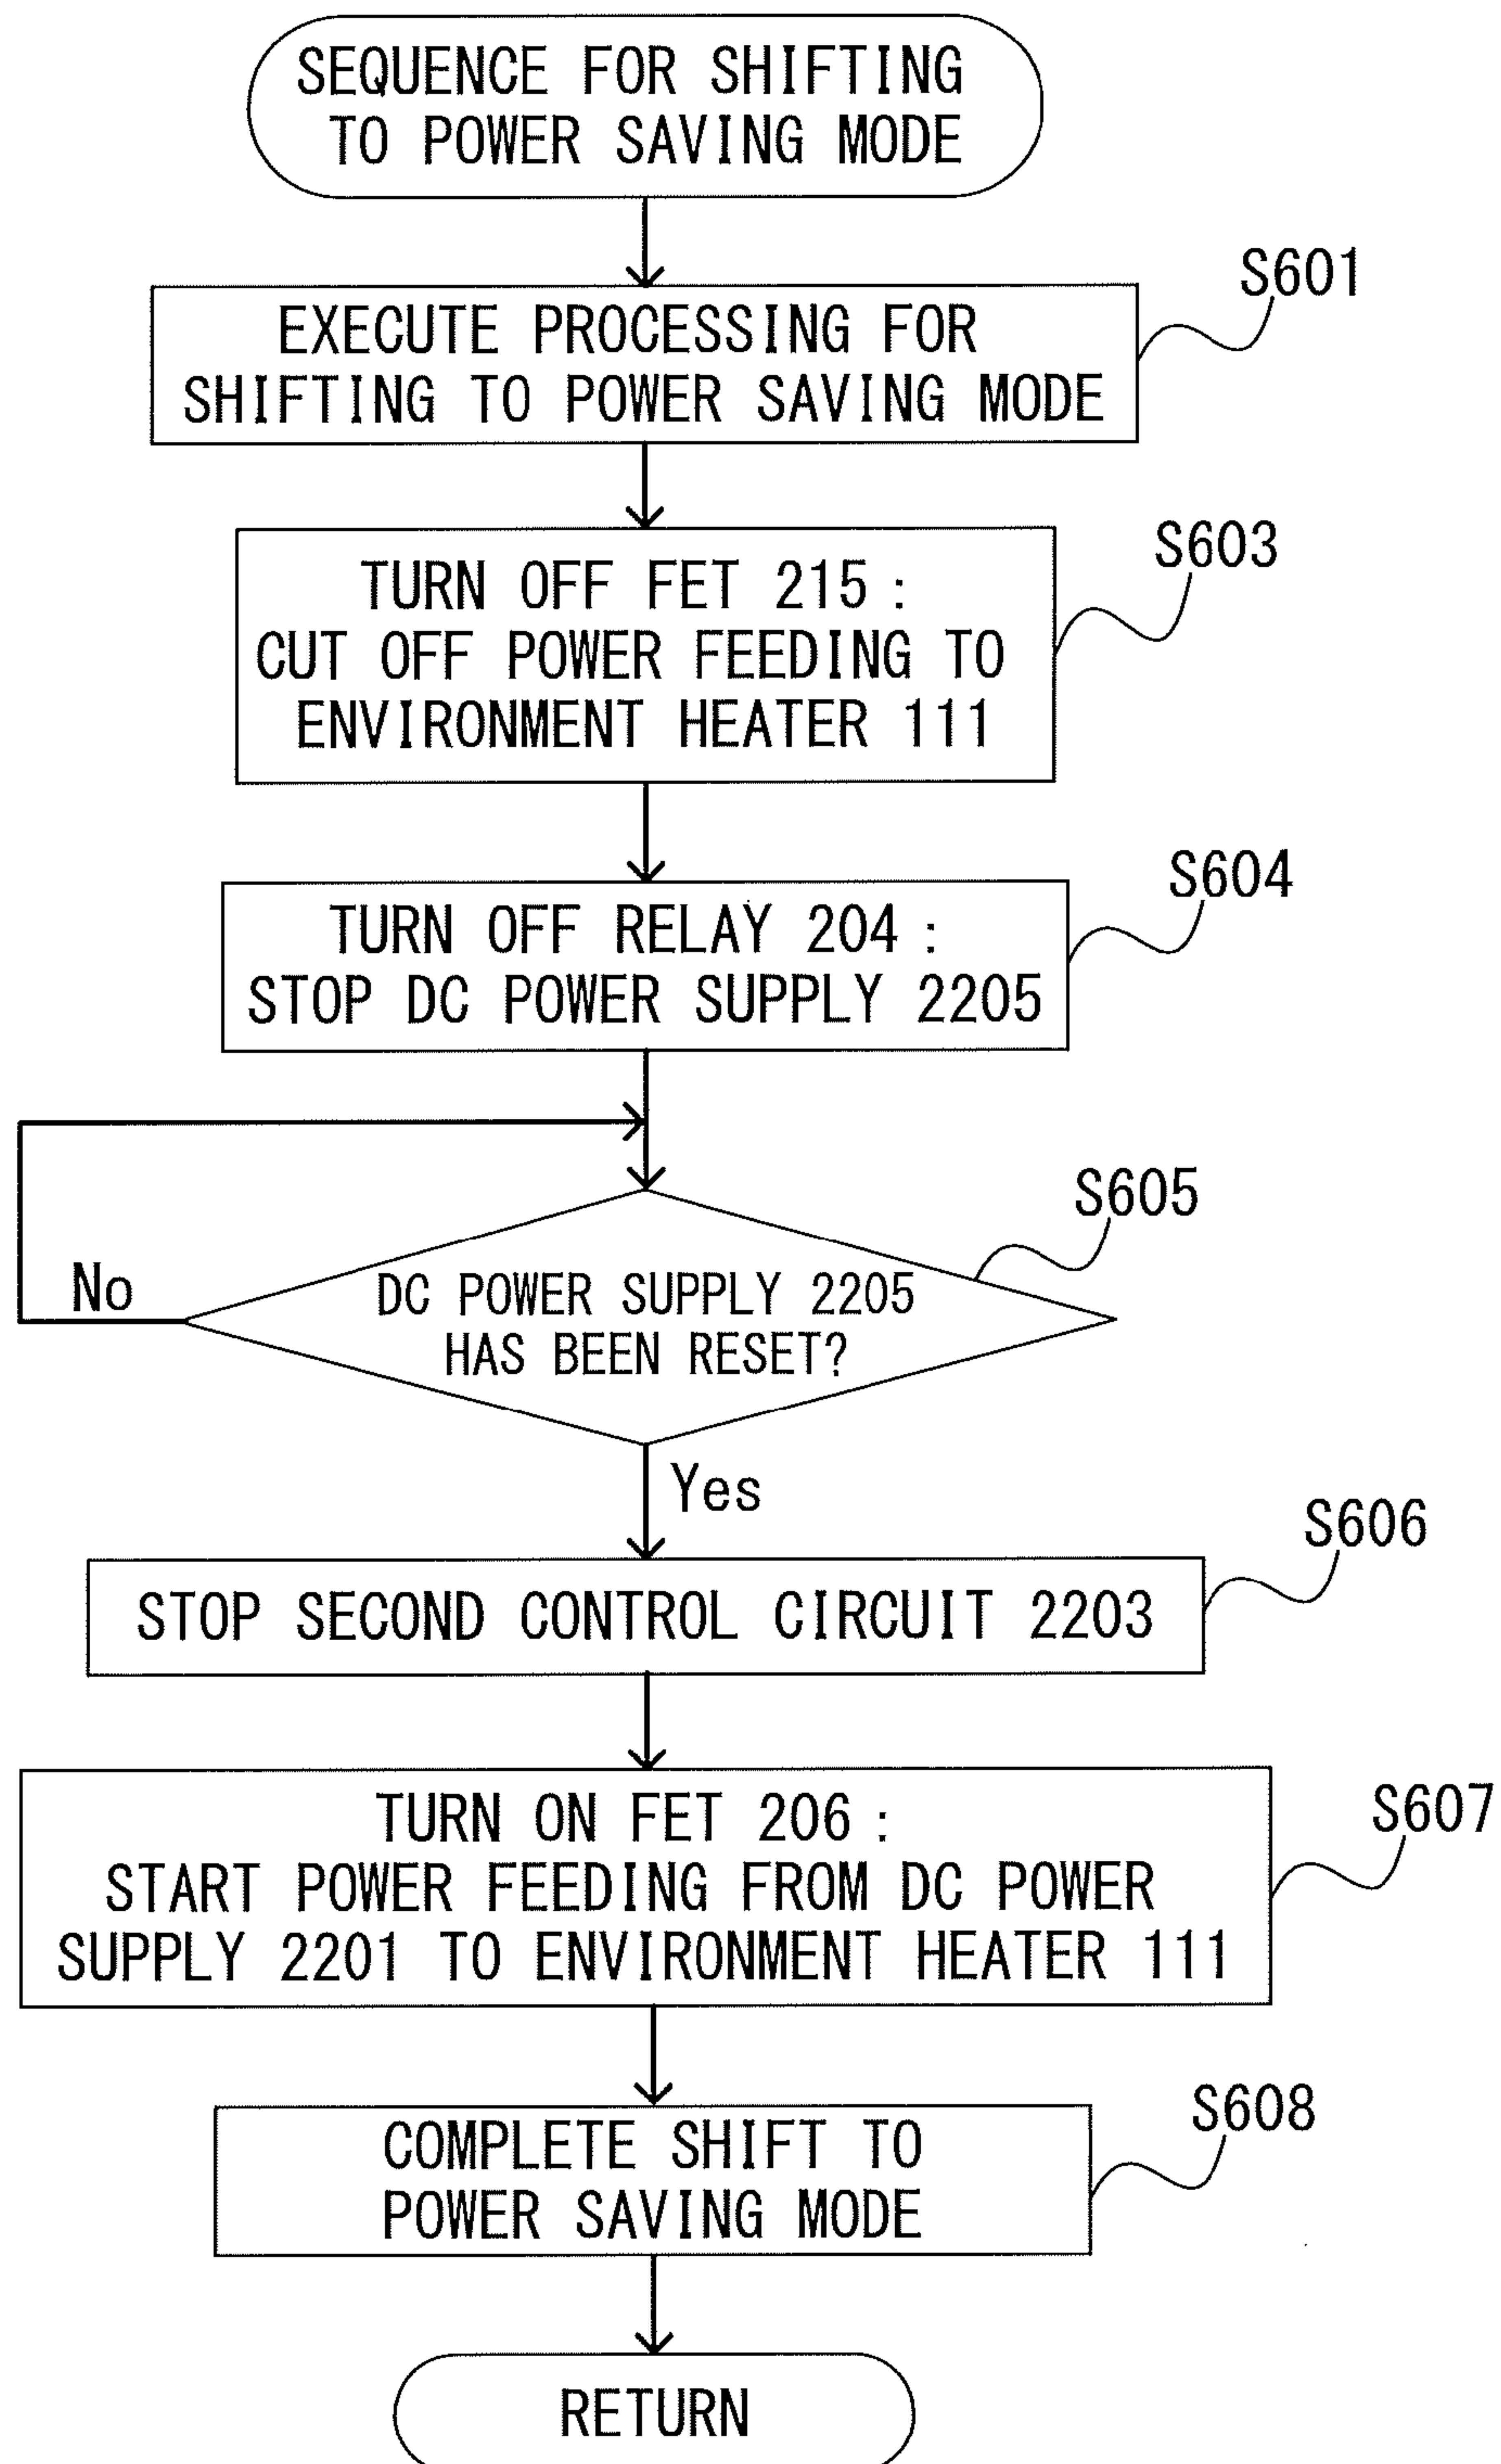 SEQUENCE FOR SHIFTING
TO POWER SAVING MODE
S601
EXECUTE PROCESSING FOR
SHIFTING TO POWER SAVING MODE
S603
TURN OFF FET 215 :
CUT OFF POWER FEEDING TO
ENVIRONMENT HEATER 111
S604
TURN OFF RELAY 204 :
STOP DC POWER SUPPLY 2205
S605
DC POWER SUPPLY 2205
HAS BEEN RESET?
No
Yes
S606
STOP SECOND CONTROL CIRCUIT 2203
S607
TURN ON FET 206 :
START POWER FEEDING FROM DC POWER
SUPPLY 2201 TO ENVIRONMENT HEATER 111
S608
COMPLETE SHIFT TO
POWER SAVING MODE
RETURN